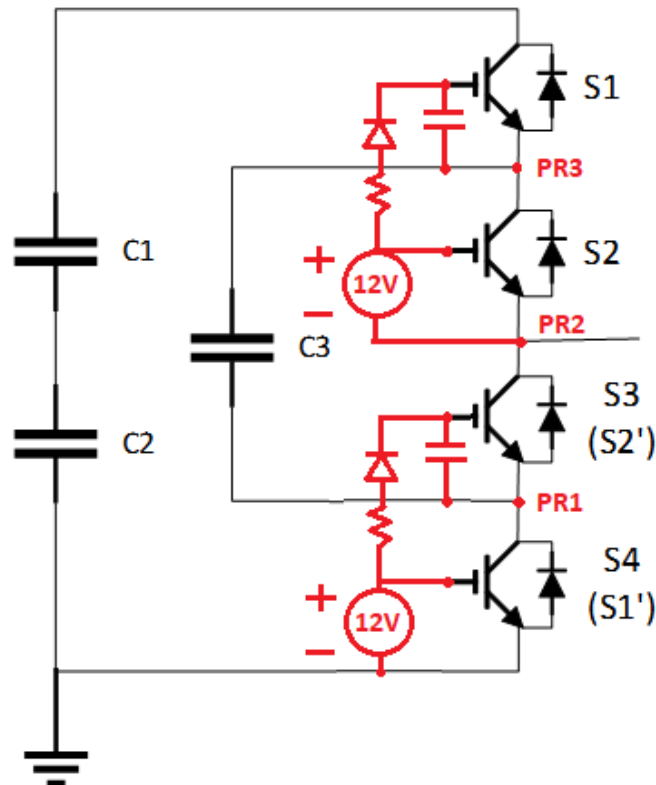 S1
PR3
C1
+
12V
−
S2
PR2
C3
S3
(S2')
C2
PR1
+
12V
−
S4
(S1')